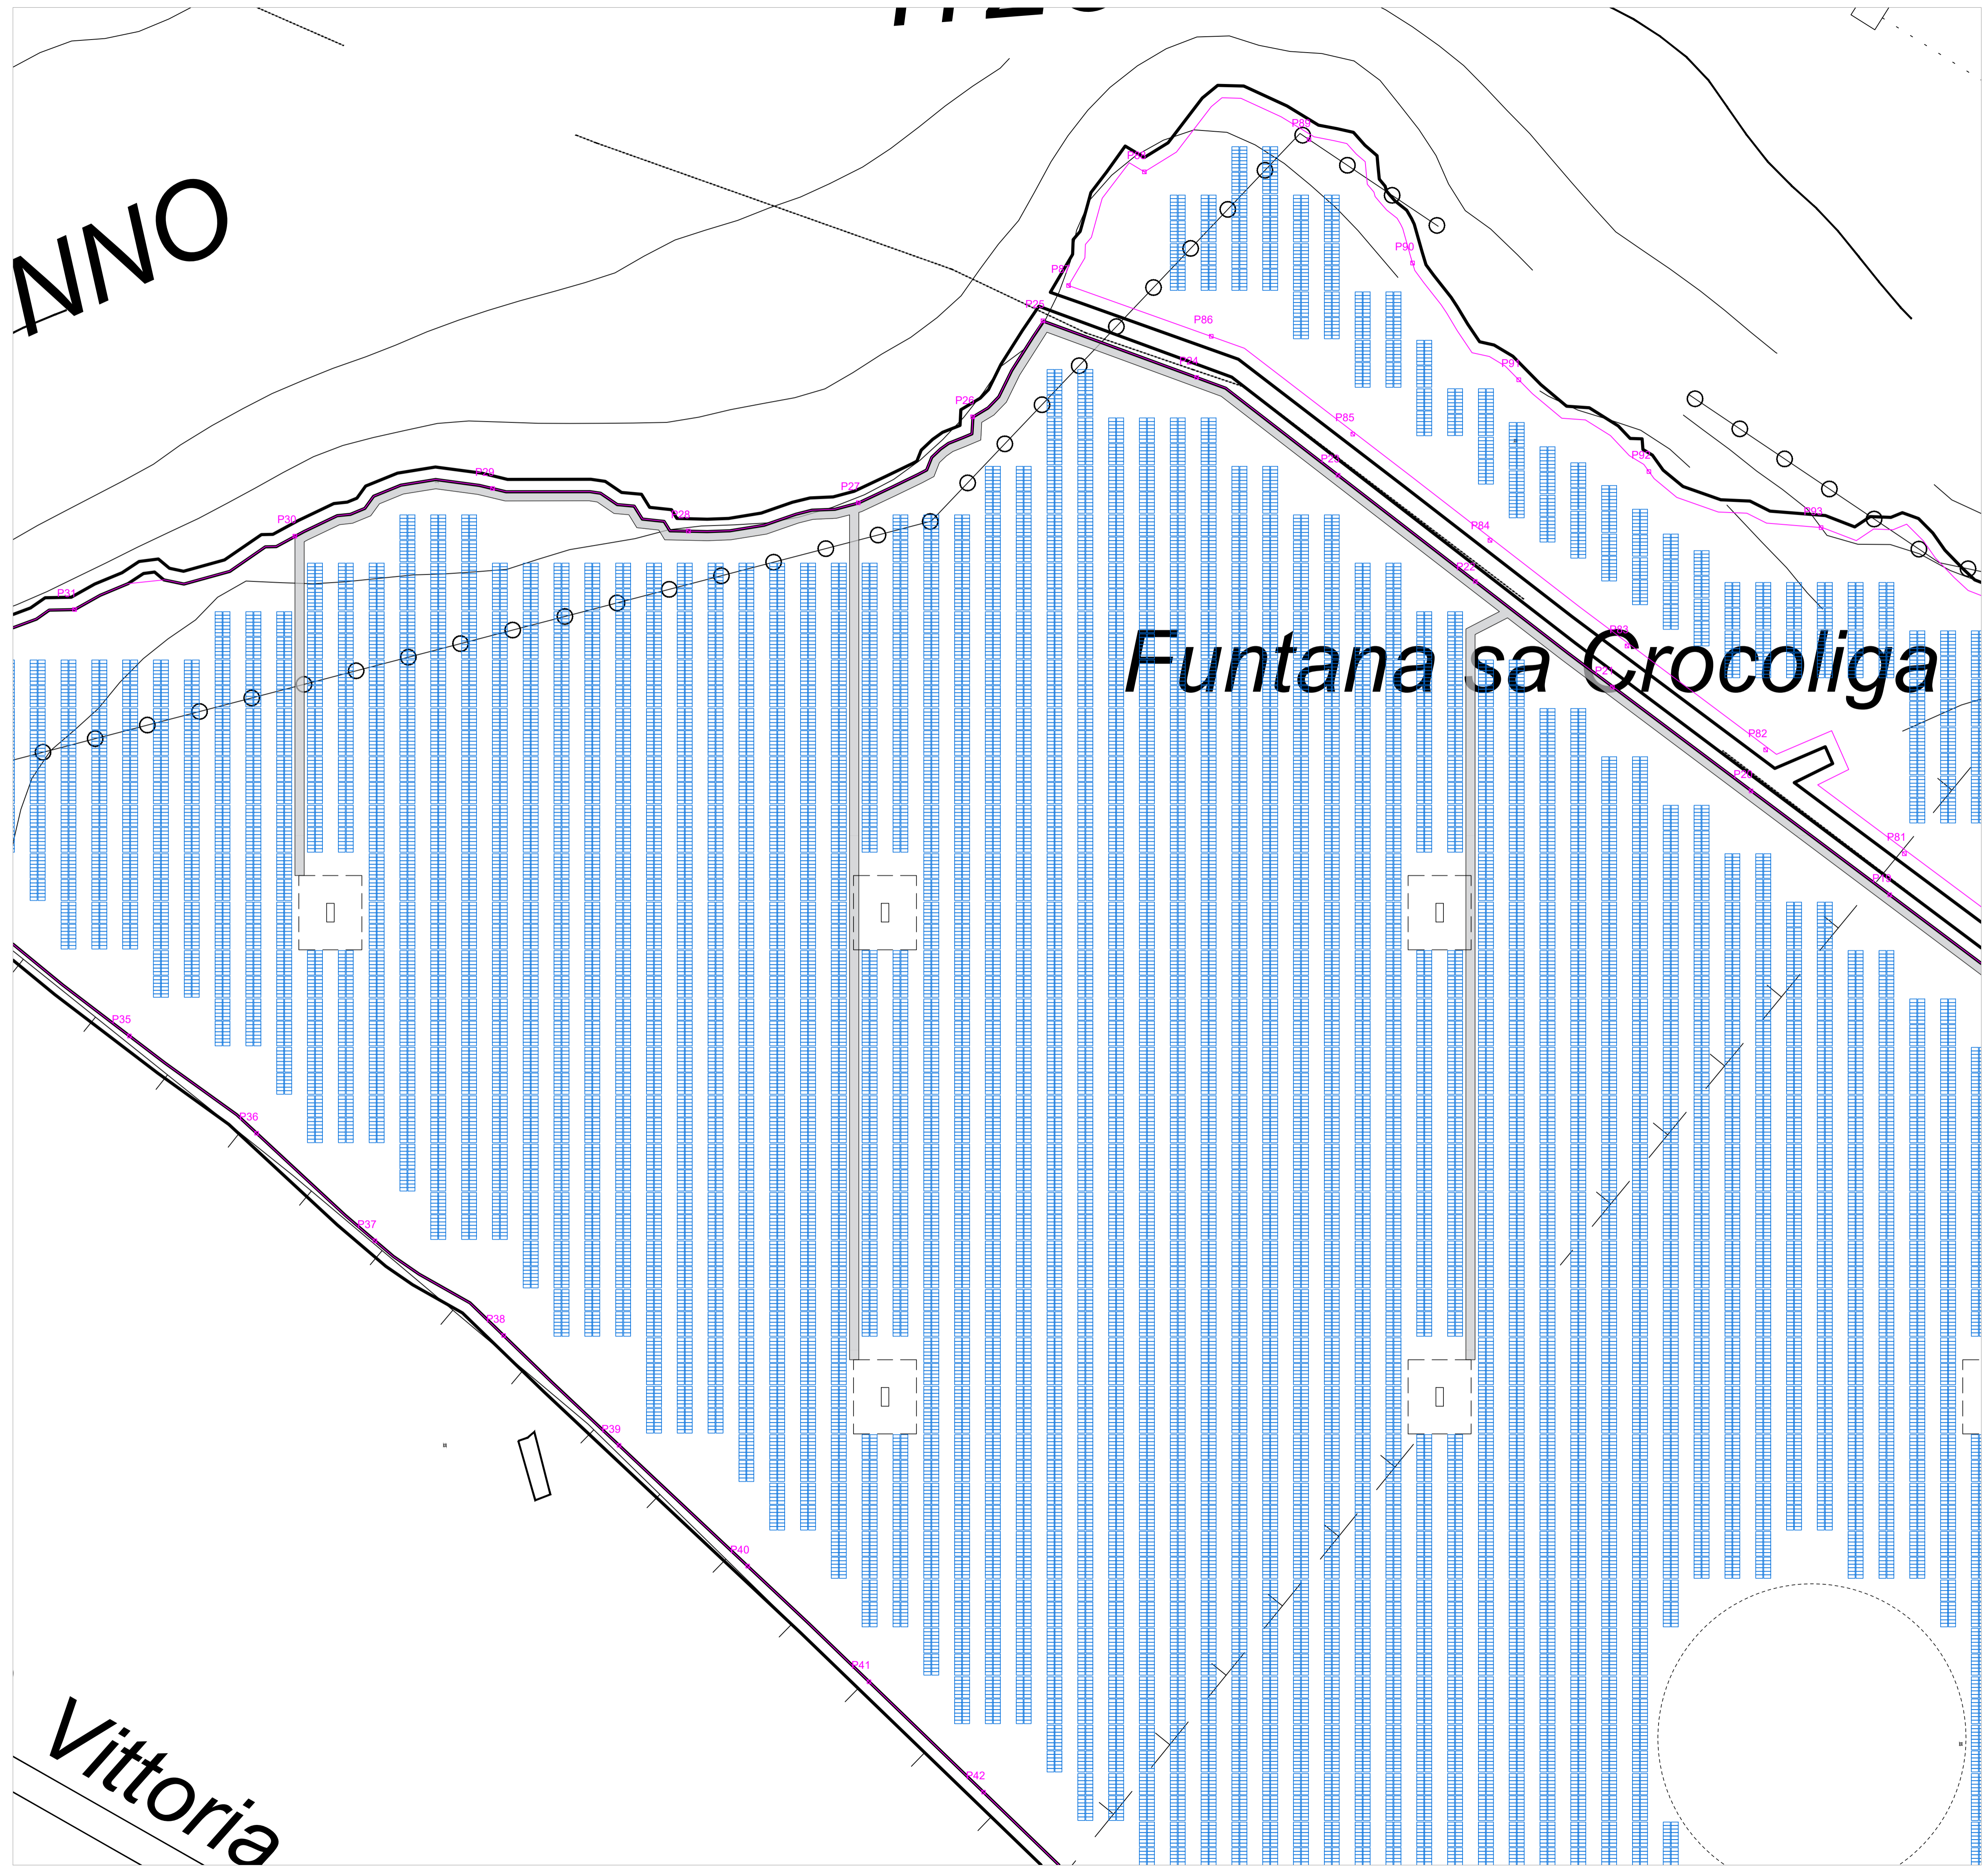 P89
P88
NNO
P90
P87
P25
P86
P24
P91
P26
P85
P92
P23
P29
P27
P28
P93
P30
P84
P22
P31
P83
Funtana sa Crocoliga
P21
P82
P20
P81
P19
P35
P36
P37
P38
P39
P40
P41
P42
Vittoria